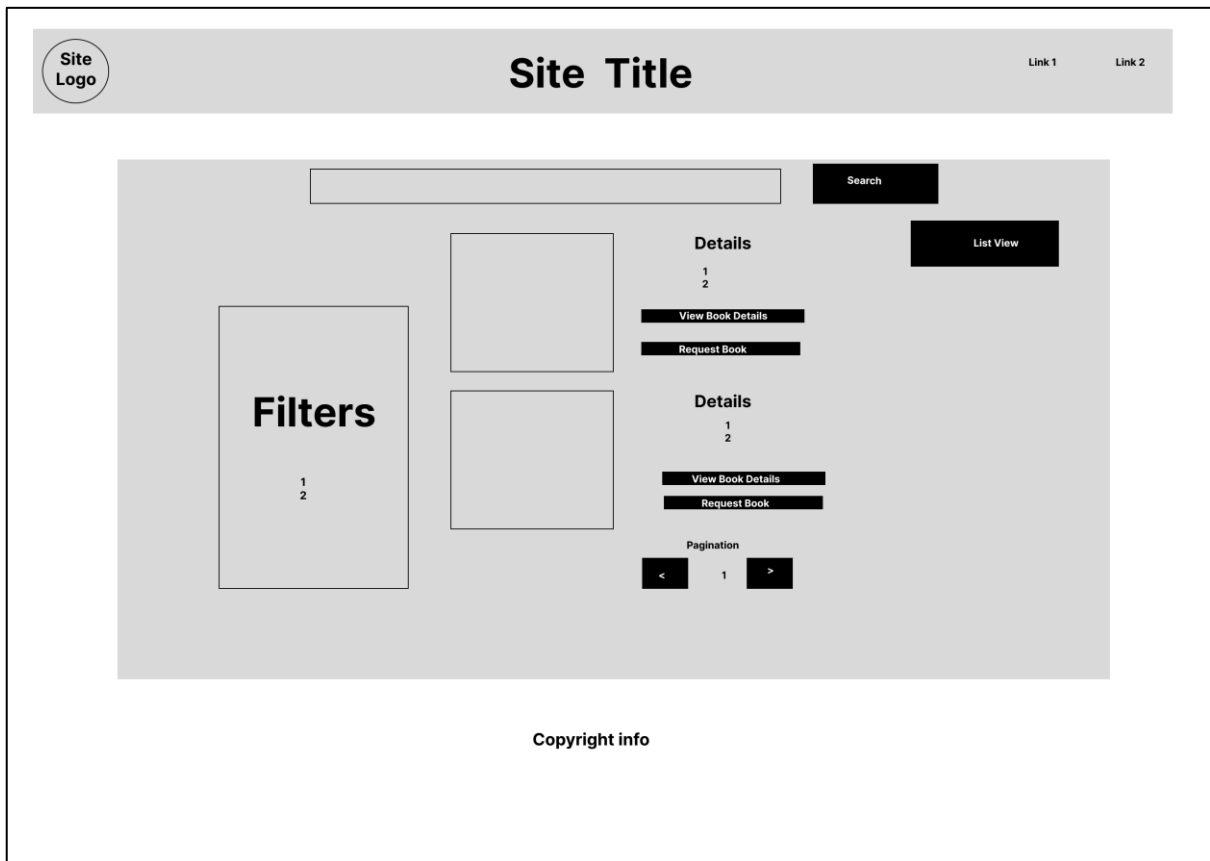 Site
Logo
Site Title
Link 1
Link 2
Search
List View
Details
1
2
View Book Details
Request Book
Filters
1
2
Details
1
2
View Book Details
Request Book
Pagination
<
1
>
Copyright info